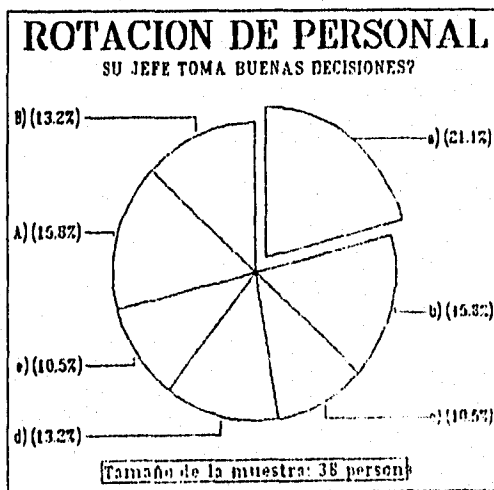 ROTACION DE PERSONAL
SU JEFE TOMA BUENAS DECISIONES?
B) (13.2%)
a) (21.1%)
A) (15.8%)
b) (15.8%)
e) (10.5%)
c) (10.5%)
d) (13.2%)
Tamaño de la muestra: 38 person